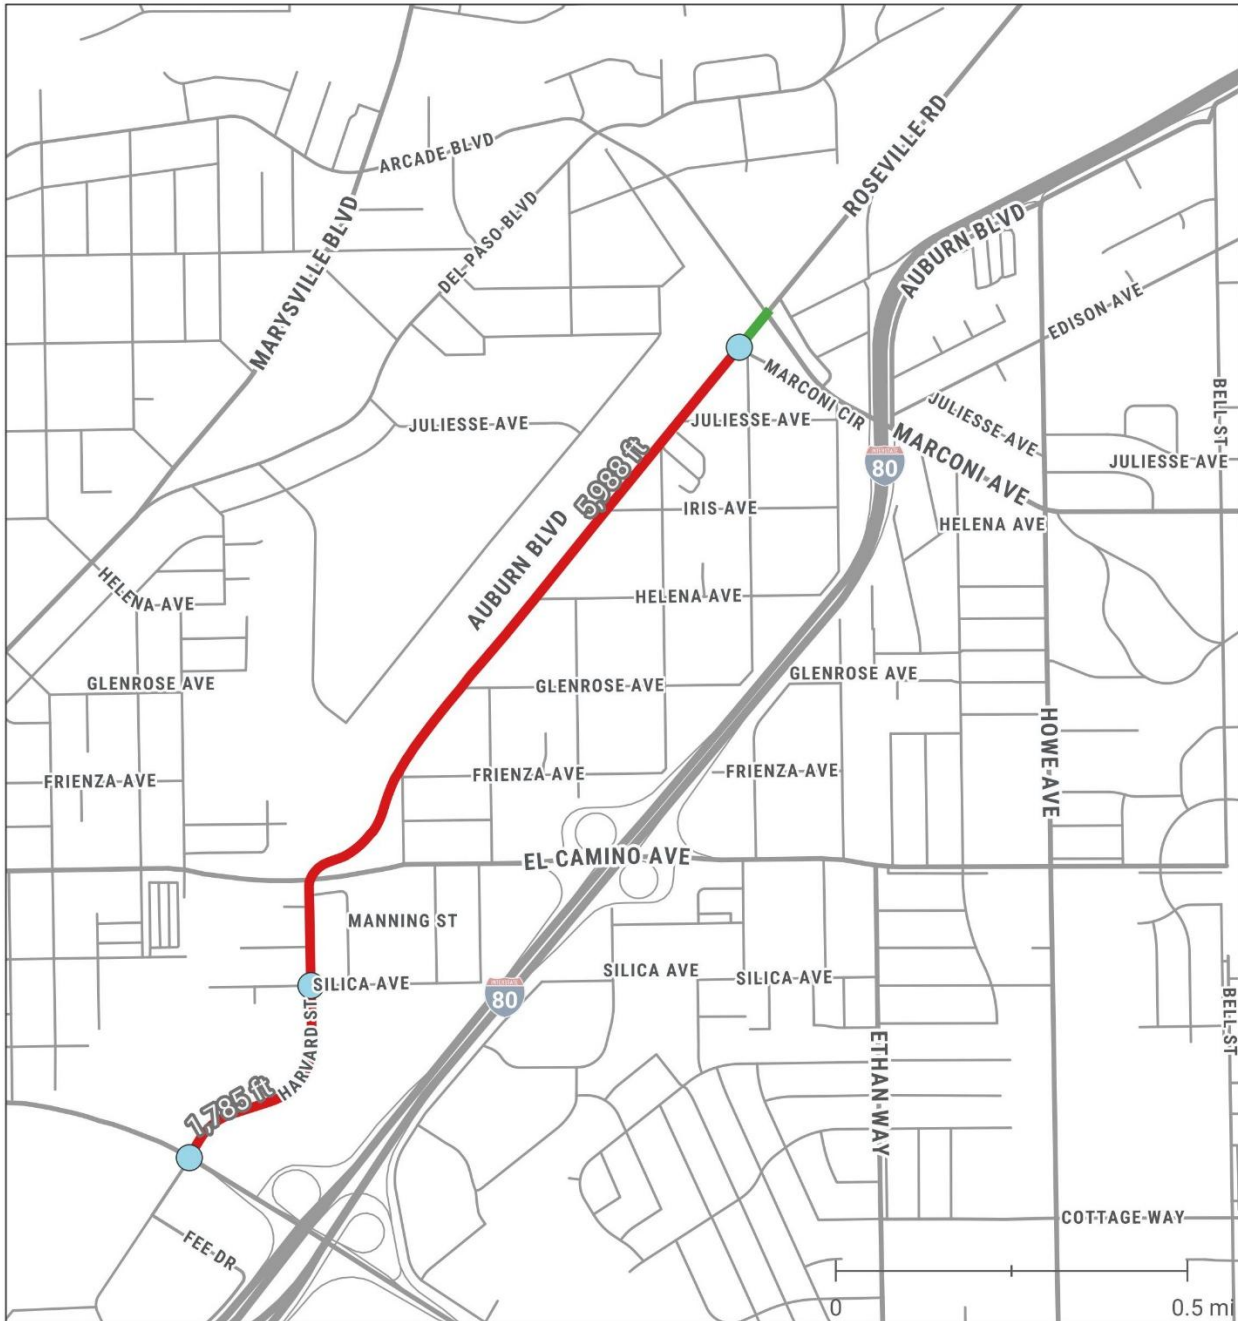 ROSEVILLE RD
ARCADE BLVD
MARYSVILLE BLVD
DEL PASO BLVD
AUBURN BLVD
EDISON AVE
MARCONI CIR
JULIESSE AVE
JULIESSE AVE
JULIESSE AVE
JULIESSE AVE
BELL ST
MARCONI AVE
INTERSTATE
80
5,988 ft
IRIS AVE
HELENA AVE
AUBURN BLVD
HELENA AVE
HELENA AVE
GLENROSE AVE
GLENROSE AVE
GLENROSE AVE
HOWE AVE
FRIENZA AVE
FRIENZA AVE
FRIENZA AVE
EL CAMINO AVE
MANNING ST
SILICA AVE
SILICA AVE
SILICA AVE
INTERSTATE
80
HARVARD ST
BELL ST
ETHAN WAY
1,785 ft
COTTAGE WAY
FEE DR
0
0.5 mi